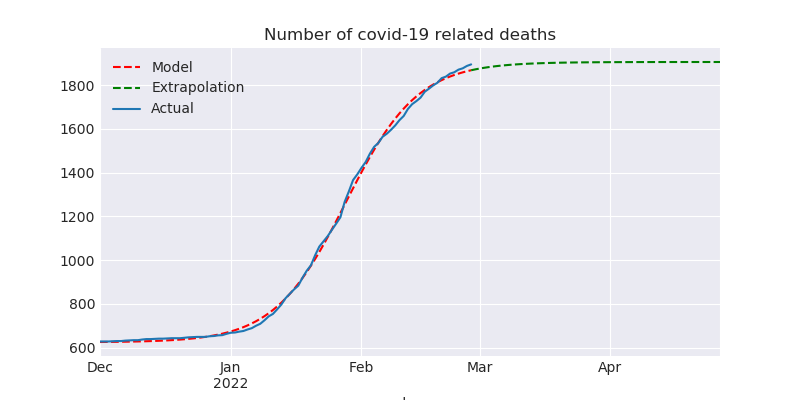 Number of covid-19 related deaths
Model
Extrapolation
Actual
1800
1600
1400
1200
1000
800
600
Dec Jan Feb Mar Apr
2022